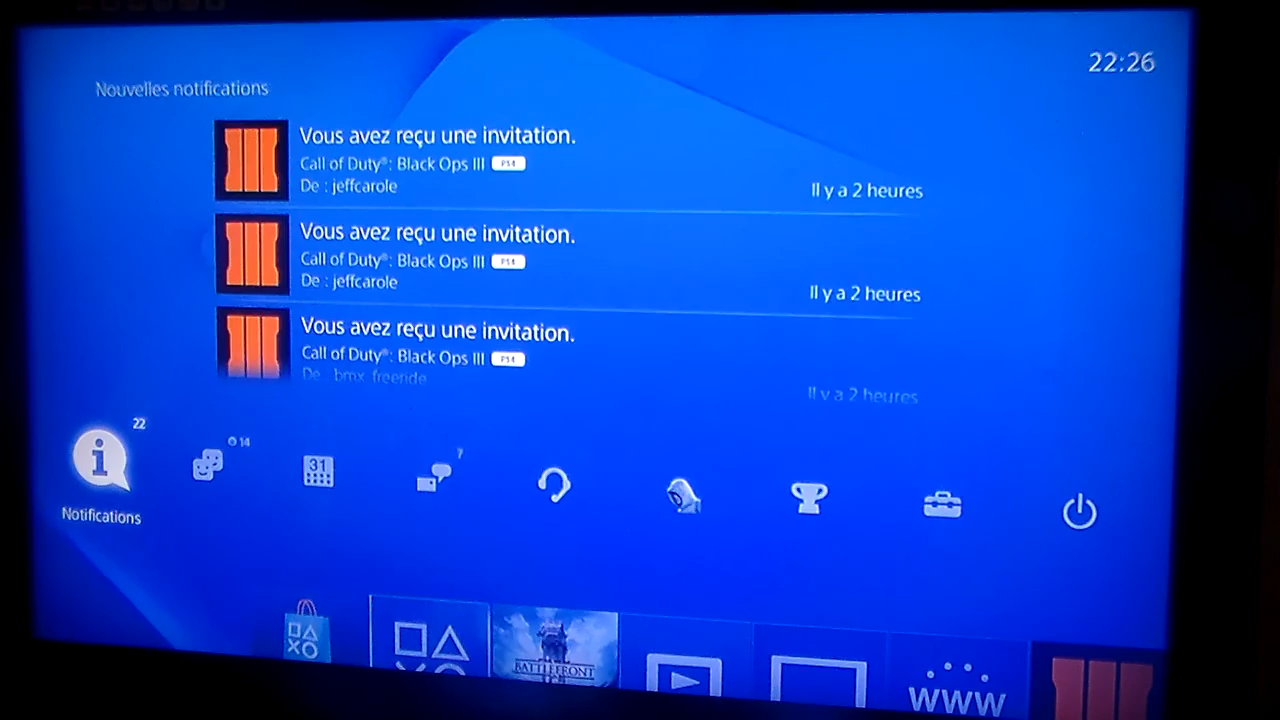 22:26
Nouvelles notifications
Vous avez reçu une invitation.
Call of Duty®: Black Ops III PS4
De : jeffcarole
Il y a 2 heures
Vous avez reçu une invitation.
Call of Duty®: Black Ops III PS4
De : jeffcarole
Il y a 2 heures
Vous avez reçu une invitation.
Call of Duty®: Black Ops III PS4
De : bmx_freeride
Il y a 2 heures
22
14
31
7
Notifications
BATTLEFRONT
WWW